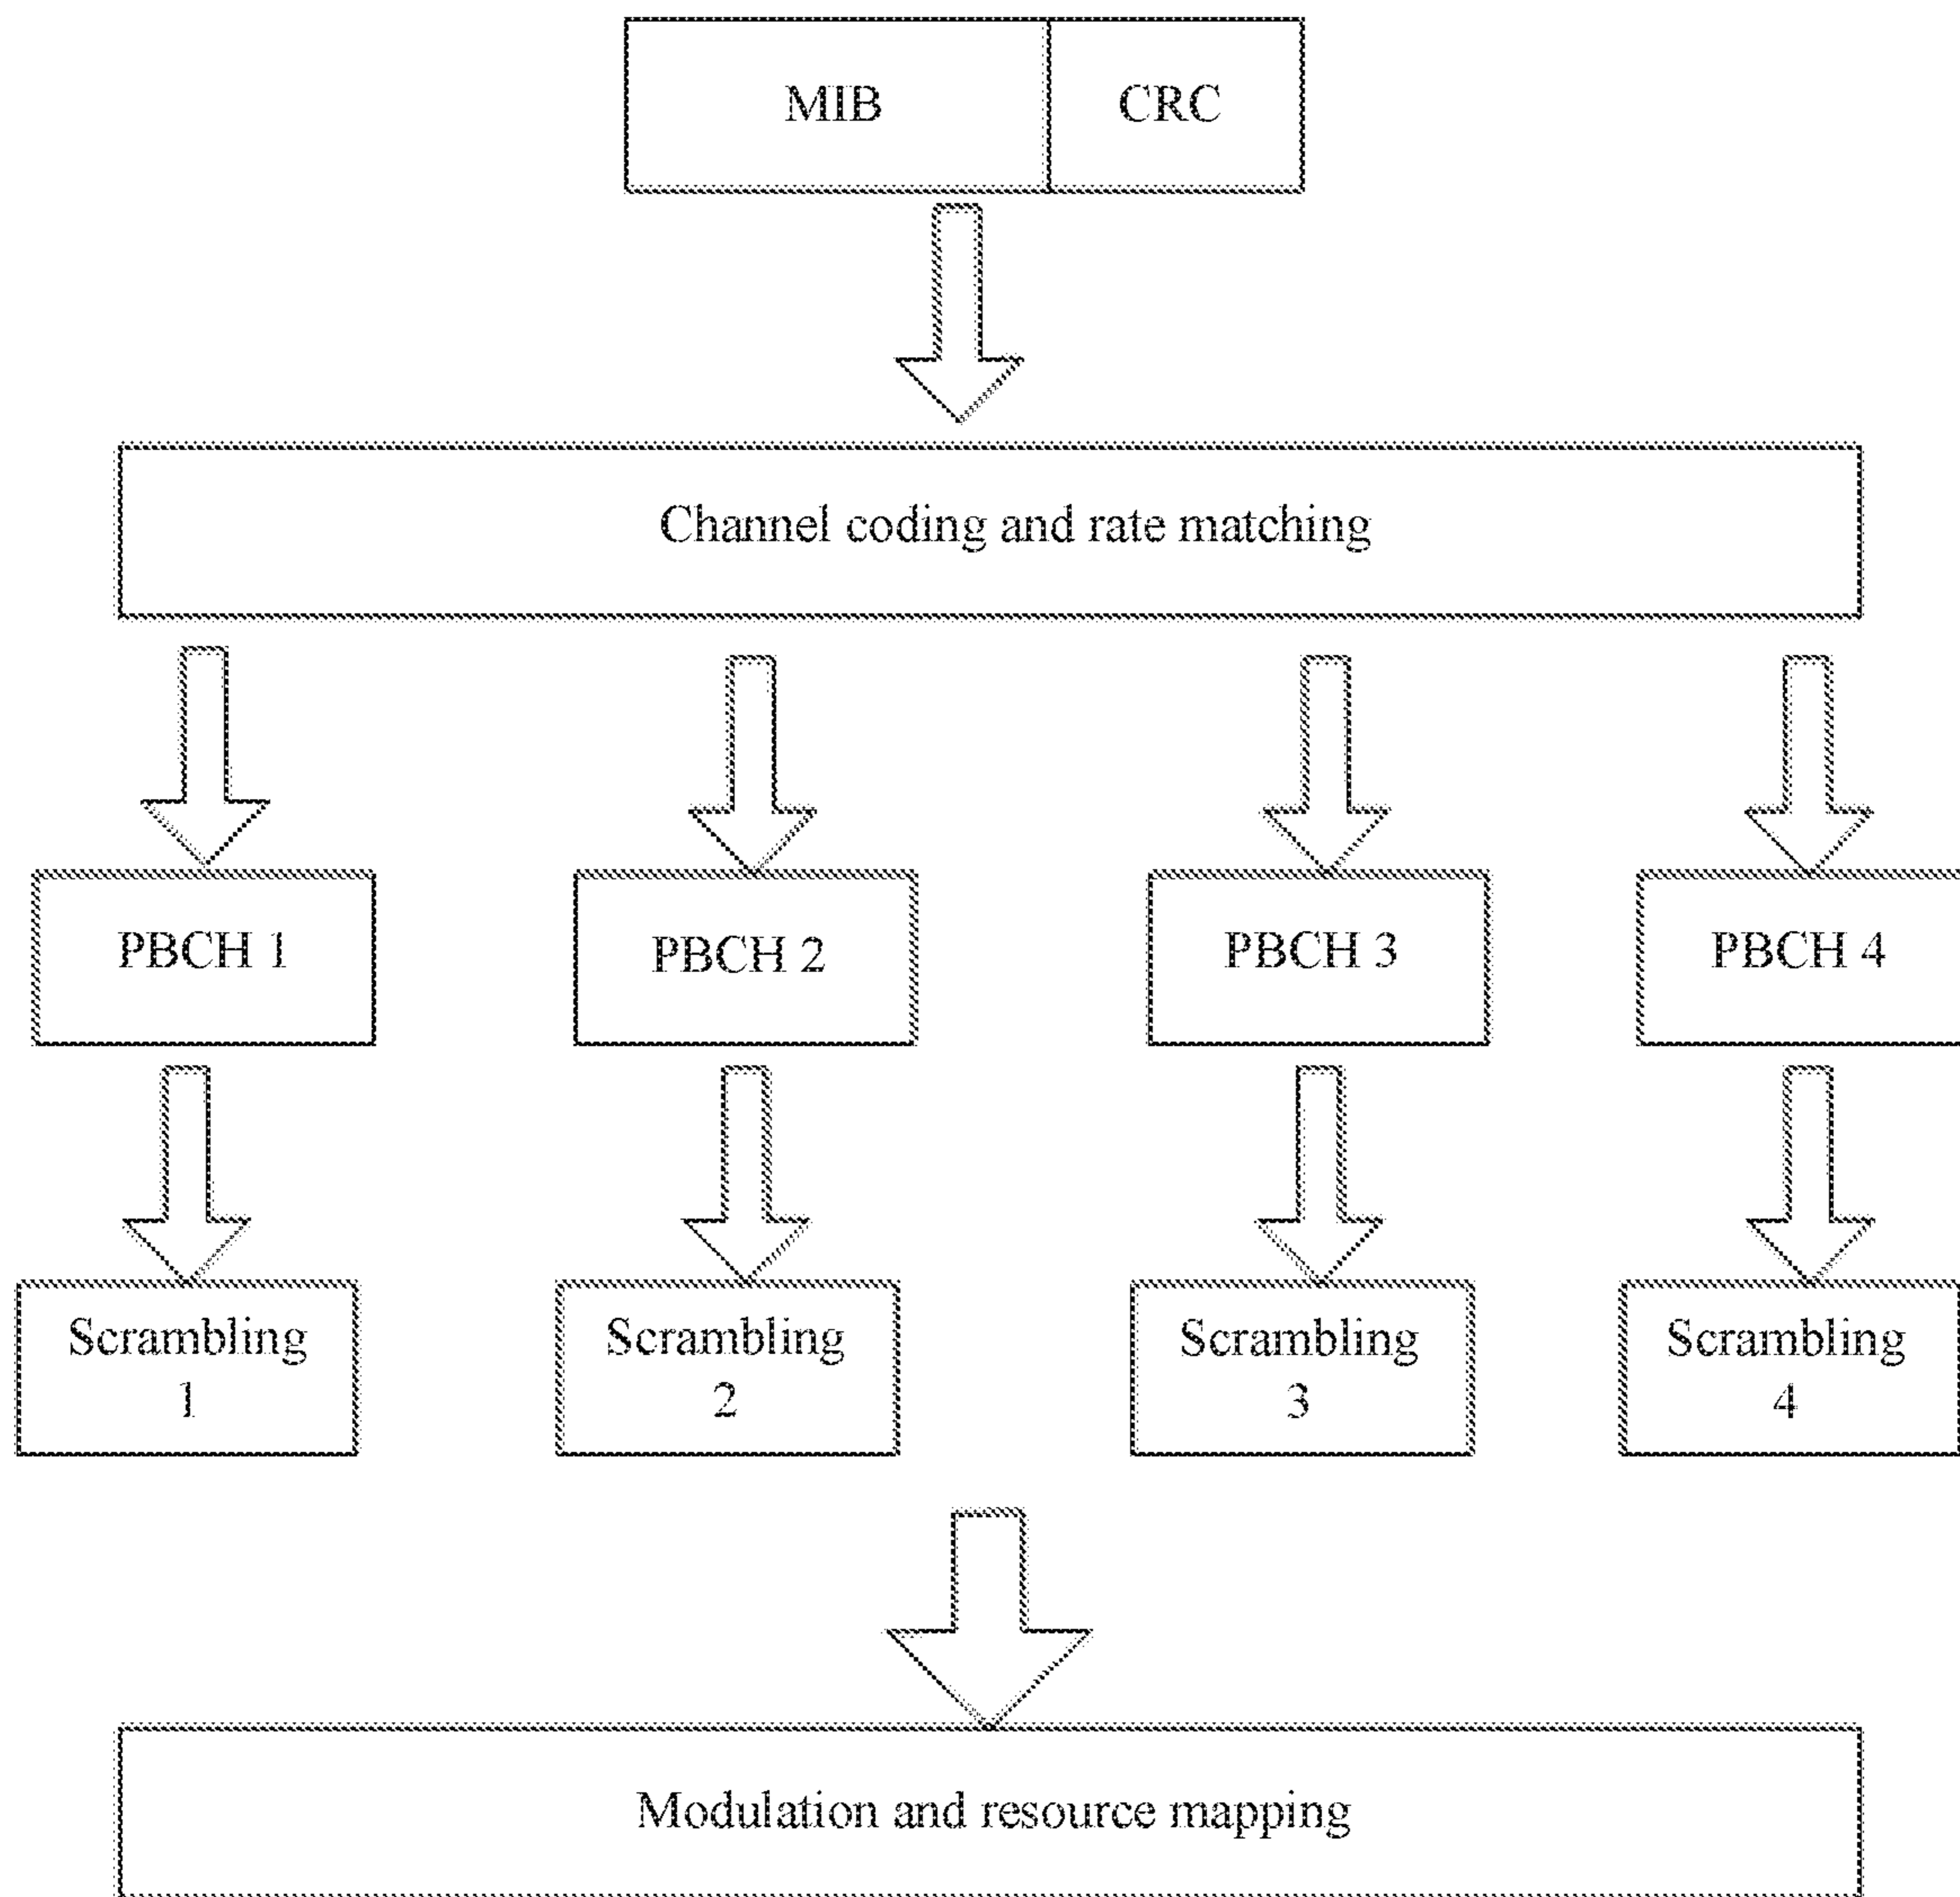 MIB
CRC
Channel coding and rate matching
PBCH 1
PBCH 2
PBCH 3
PBCH 4
Scrambling
1
Scrambling
2
Scrambling
3
Scrambling
4
Modulation and resource mapping